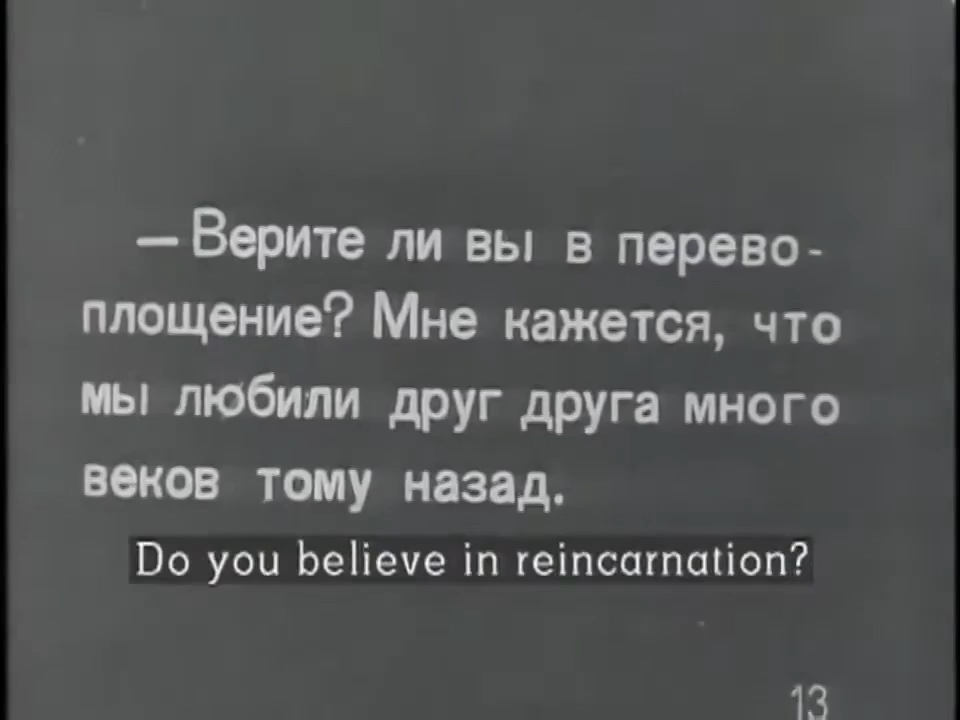 — Верите ли вы в перево-
площение? Мне кажется, что
мы любили друг друга много
веков тому назад.
Do you believe in reincarnation?
13